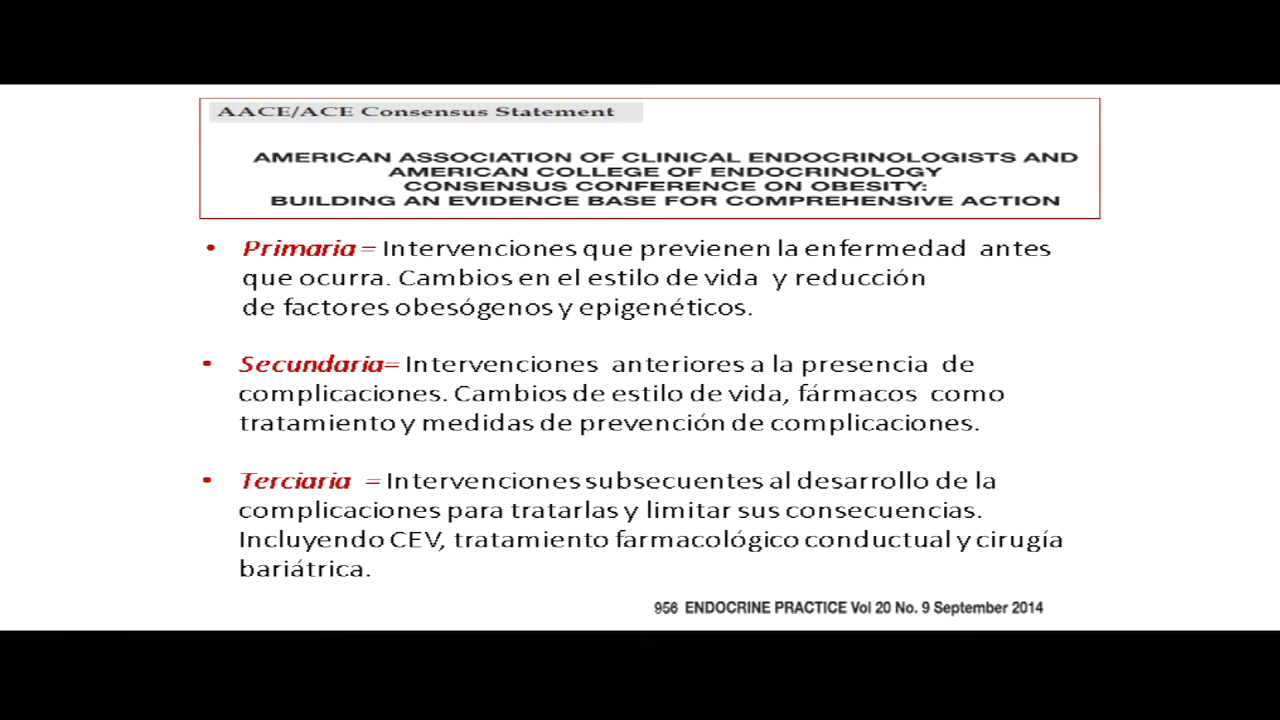 AACE/ACE Consensus Statement
AMERICAN ASSOCIATION OF CLINICAL ENDOCRINOLOGISTS AND
AMERICAN COLLEGE OF ENDOCRINOLOGY
CONSENSUS CONFERENCE ON OBESITY:
BUILDING AN EVIDENCE BASE FOR COMPREHENSIVE ACTION
• Primaria = Intervenciones que previenen la enfermedad antes
que ocurra. Cambios en el estilo de vida y reducción
de factores obesógenos y epigenéticos.
• Secundaria= Intervenciones anteriores a la presencia de
complicaciones. Cambios de estilo de vida, fármacos como
tratamiento y medidas de prevención de complicaciones.
• Terciaria = Intervenciones subsecuentes al desarrollo de la
complicaciones para tratarlas y limitar sus consecuencias.
Incluyendo CEV, tratamiento farmacológico conductual y cirugía
bariátrica.
956 ENDOCRINE PRACTICE Vol 20 No. 9 September 2014